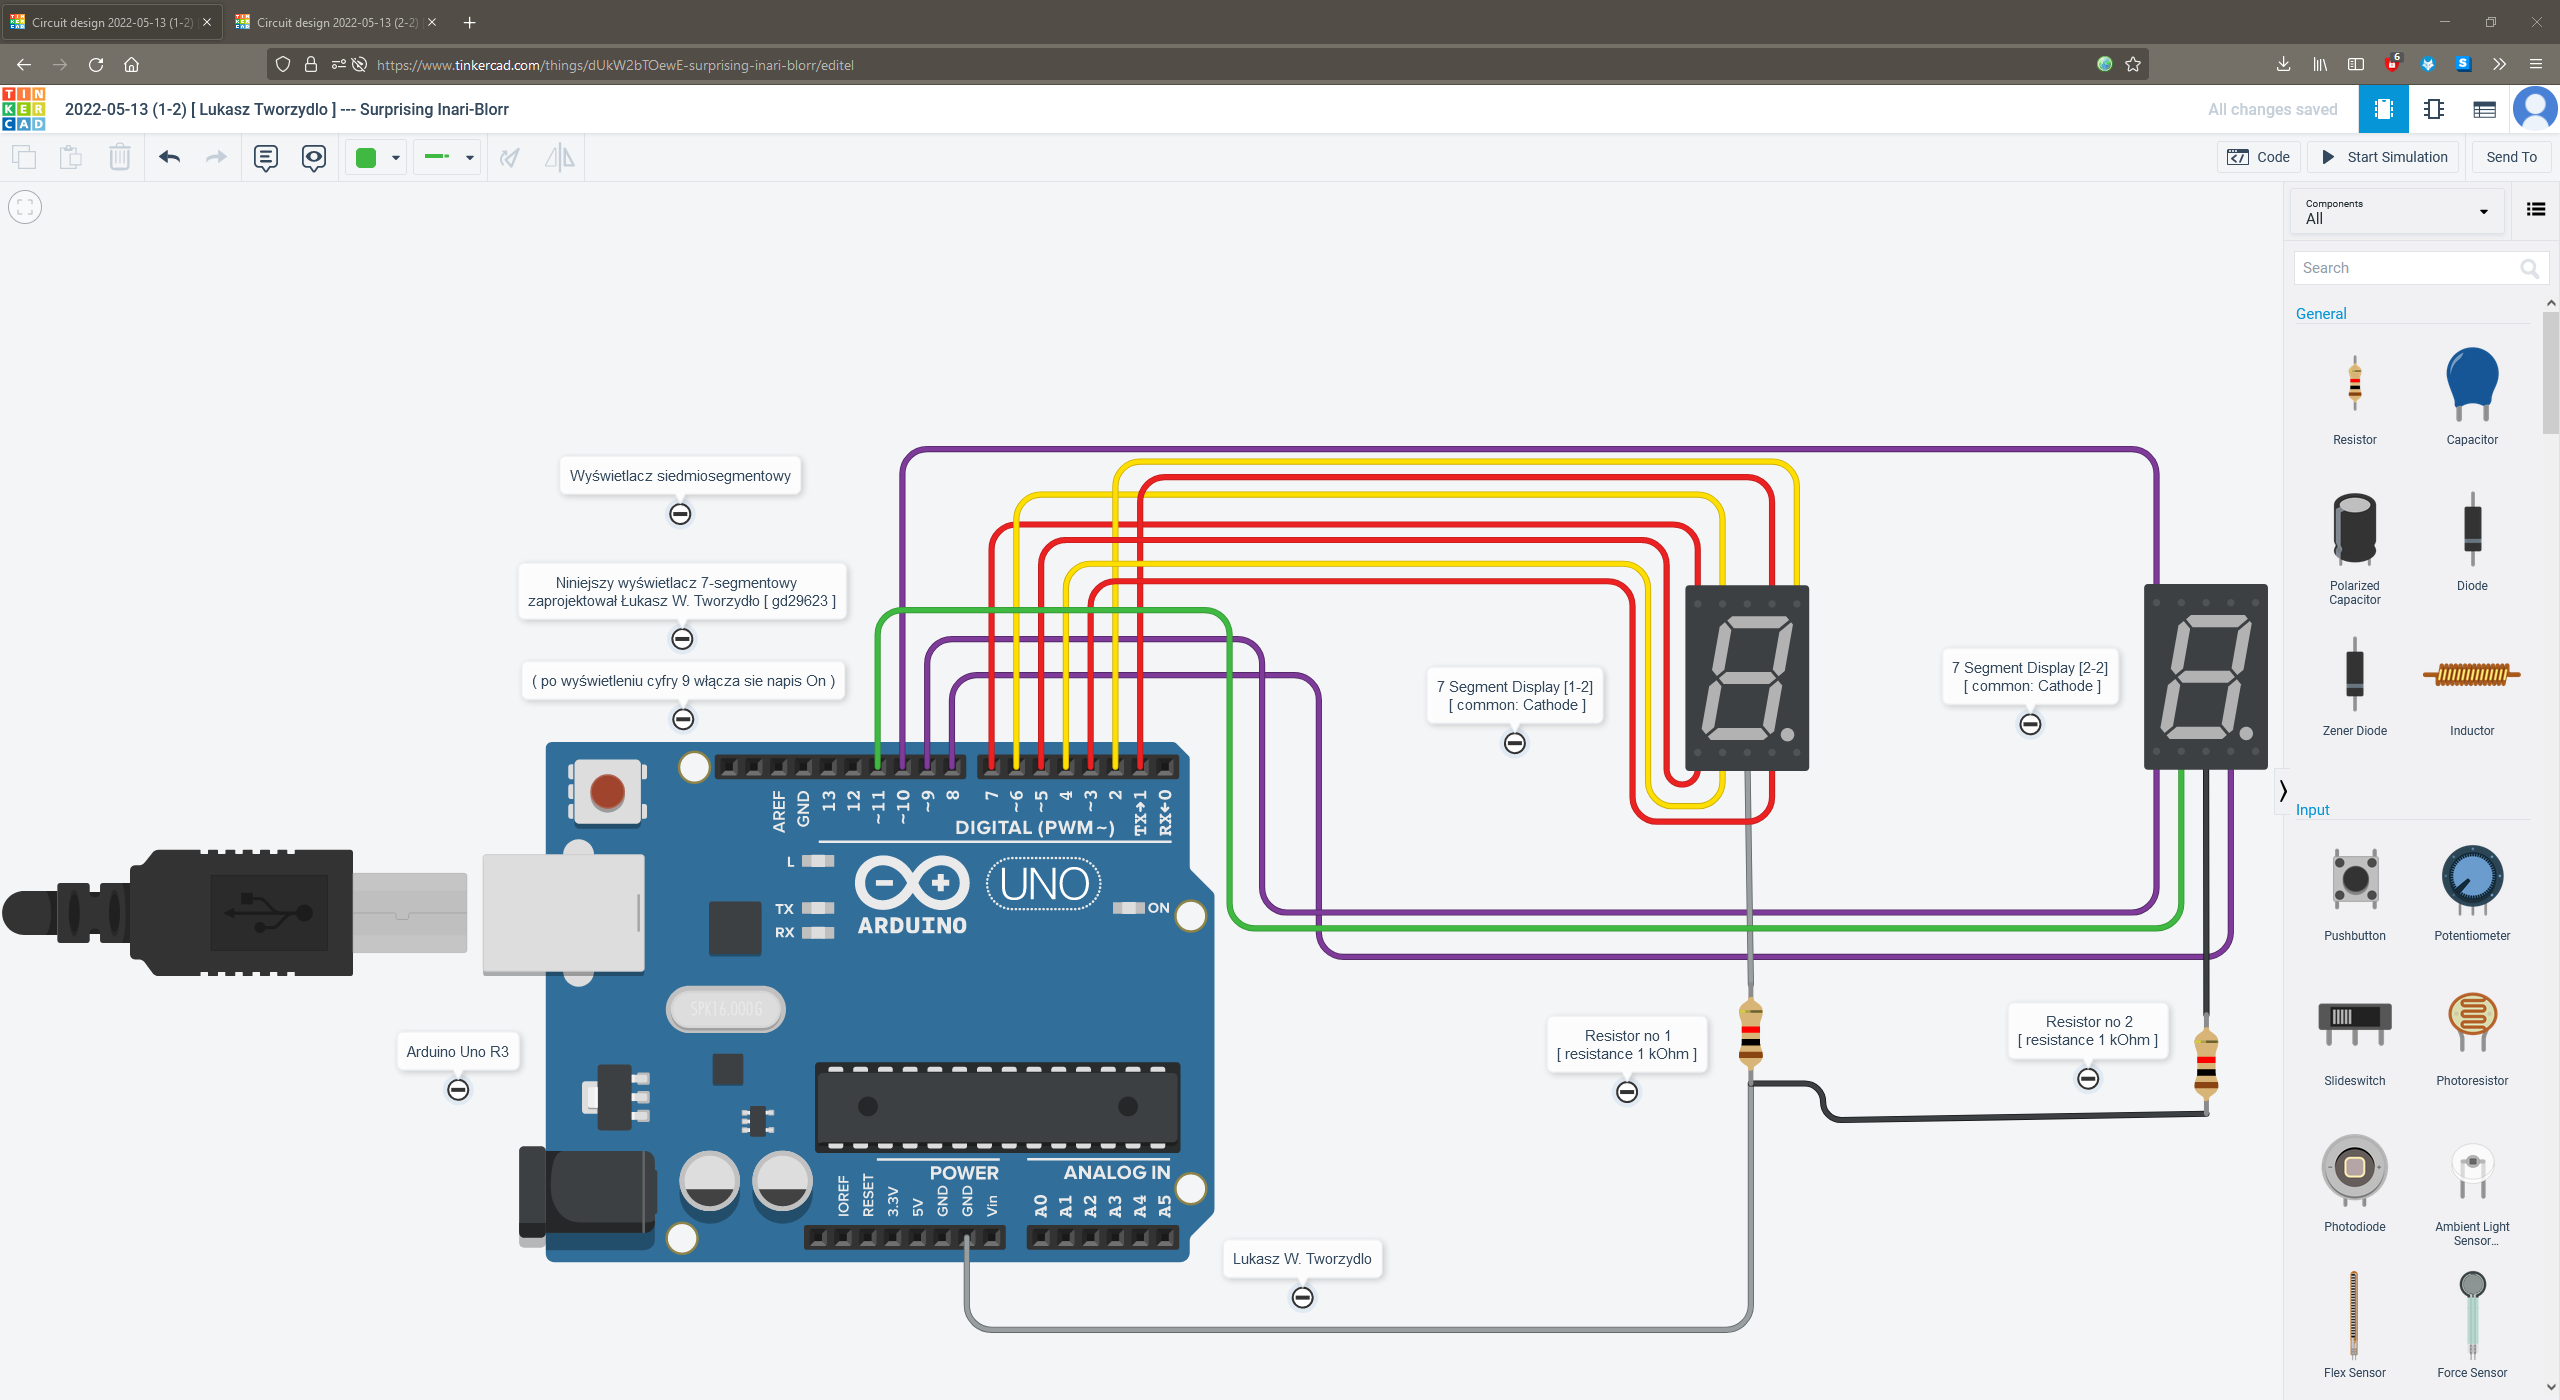 Circuit design 2022-05-13 (1-2)
Circuit design 2022-05-13 (2-2)
https://www.tinkercad.com/things/dUkW2bTOewE-surprising-inari-blorr/editel
6
S
TIN
KER
CAD
2022-05-13 (1-2) [ Lukasz Tworzydlo ] --- Surprising Inari-Blorr
All changes saved
Code
Start Simulation
Send To
Components
All
Search
General
Resistor
Capacitor
Polarized
Capacitor
Diode
Zener Diode
Inductor
Input
Pushbutton
Potentiometer
Slideswitch
Photoresistor
Photodiode
Ambient Light
Sensor...
Flex Sensor
Force Sensor
Wyświetlacz siedmiosegmentowy
Niniejszy wyświetlacz 7-segmentowy
zaprojektował Łukasz W. Tworzydło [ gd29623 ]
( po wyświetleniu cyfry 9 włącza sie napis On )
7 Segment Display [1-2]
[ common: Cathode ]
7 Segment Display [2-2]
[ common: Cathode ]
AREF
GND
13
12
~11
~10
~9
8
7
~6
~5
4
~3
2
TX→1
RX←0
DIGITAL (PWM~)
L
TX
RX
ARDUINO
UNO
ON
SPK16.000G
Arduino Uno R3
Resistor no 1
[ resistance 1 kOhm ]
Resistor no 2
[ resistance 1 kOhm ]
POWER
ANALOG IN
IOREF
RESET
3.3V
5V
GND
GND
Vin
A0
A1
A2
A3
A4
A5
Lukasz W. Tworzydlo